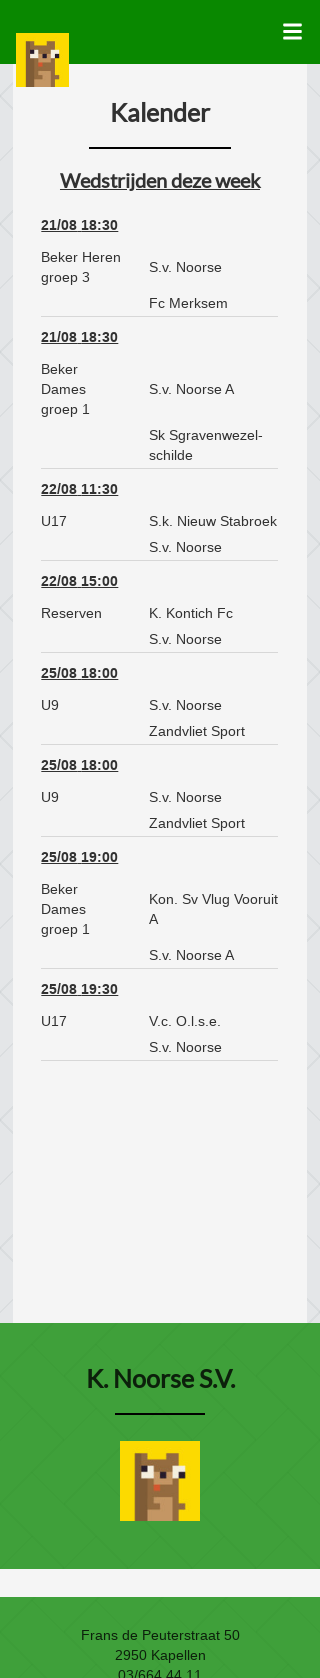 Kalender
Wedstrijden deze week
21/08 18:30
Beker Heren
groep 3
S.v. Noorse
Fc Merksem
21/08 18:30
Beker
Dames
groep 1
S.v. Noorse A
Sk Sgravenwezel-
schilde
22/08 11:30
U17
S.k. Nieuw Stabroek
S.v. Noorse
22/08 15:00
Reserven
K. Kontich Fc
S.v. Noorse
25/08 18:00
U9
S.v. Noorse
Zandvliet Sport
25/08 18:00
U9
S.v. Noorse
Zandvliet Sport
25/08 19:00
Beker
Dames
groep 1
Kon. Sv Vlug Vooruit
A
S.v. Noorse A
25/08 19:30
U17
V.c. O.l.s.e.
S.v. Noorse
K. Noorse S.V.
Frans de Peuterstraat 50
2950 Kapellen
03/664 44 11